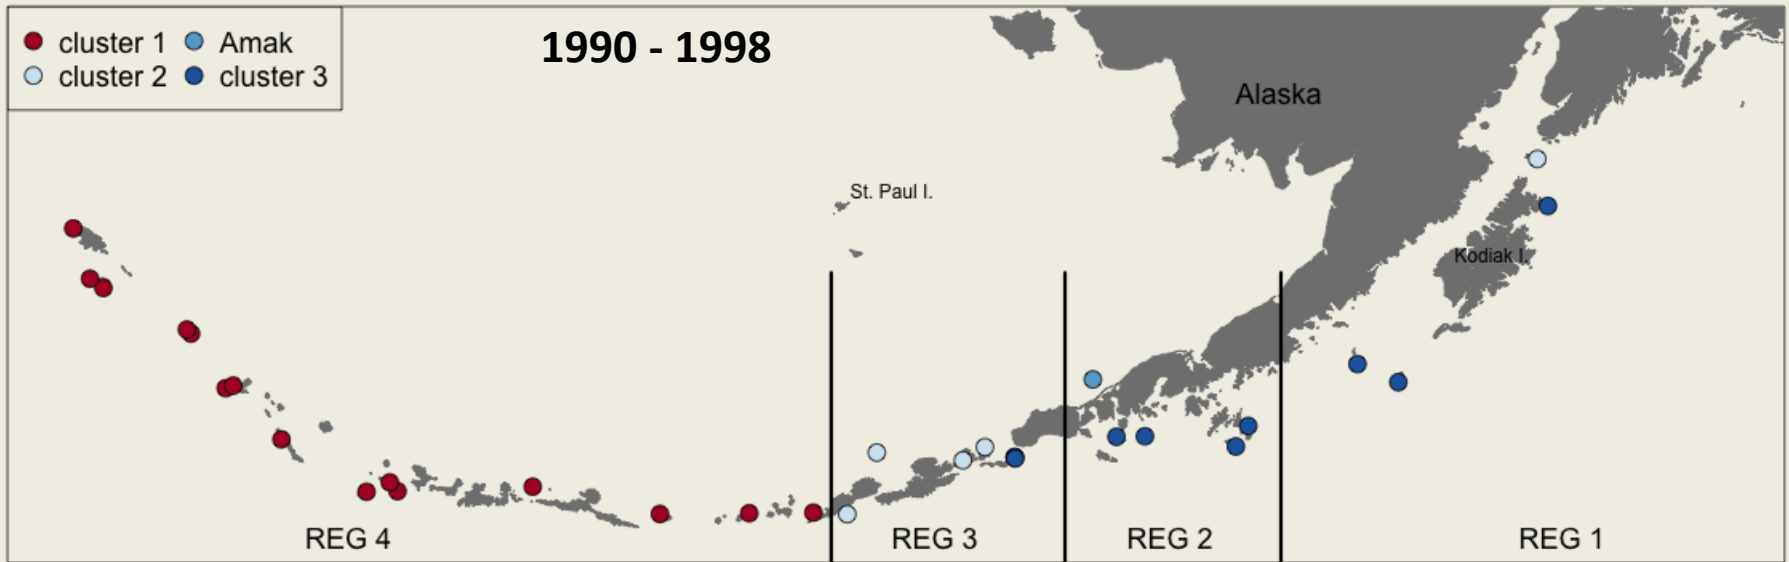 cluster 1
Amak
cluster 2
cluster 3
1990 - 1998
Alaska
St. Paul I.
Kodiak I.
REG 4
REG 3
REG 2
REG 1